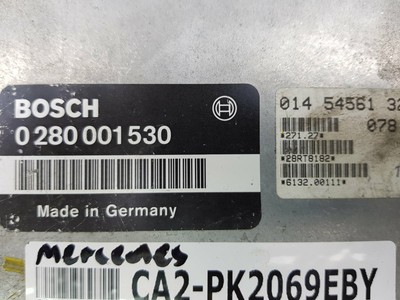 BOSCH
0 280 001 530
Made in Germany
014 54561 32
078
*271.27*
*28RT8182*
*6132.00111*
Mercedes
CA2-PK2069EBY